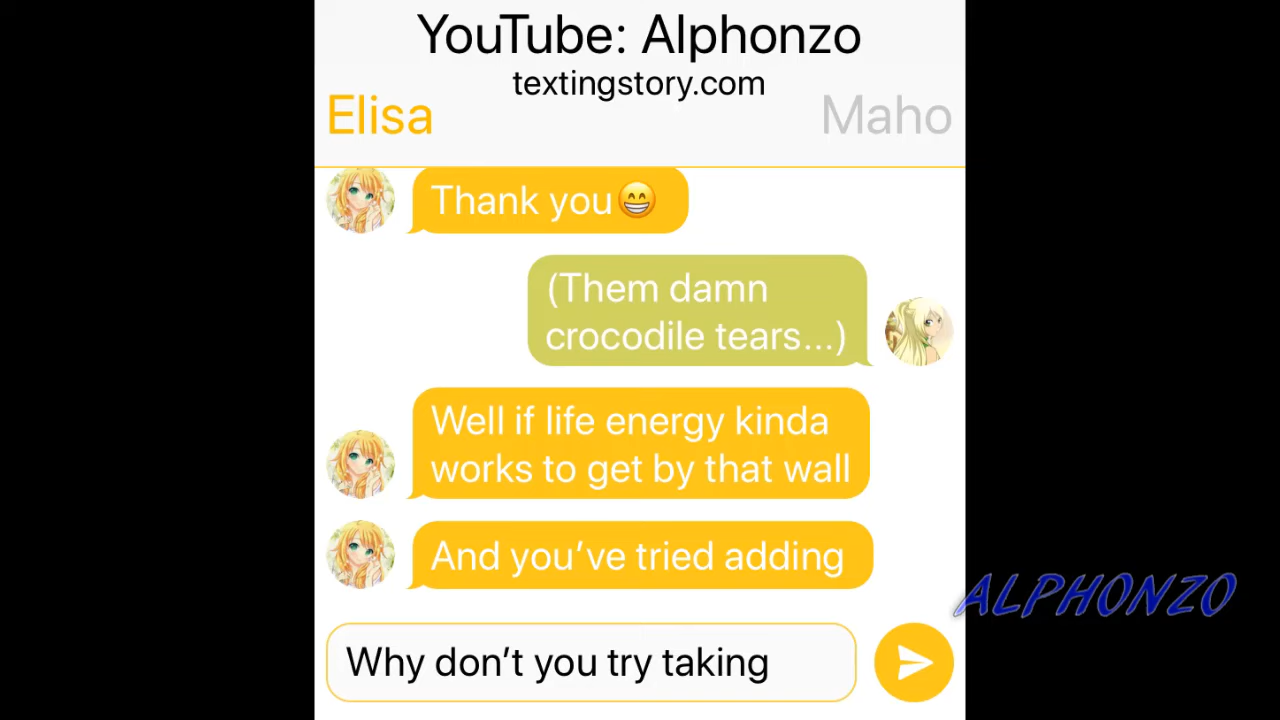 YouTube: Alphonzo
textingstory.com
Elisa
Maho
Thank you😁
(Them damn
crocodile tears...)
Well if life energy kinda
works to get by that wall
And you’ve tried adding
ALPHONZO
Why don’t you try taking